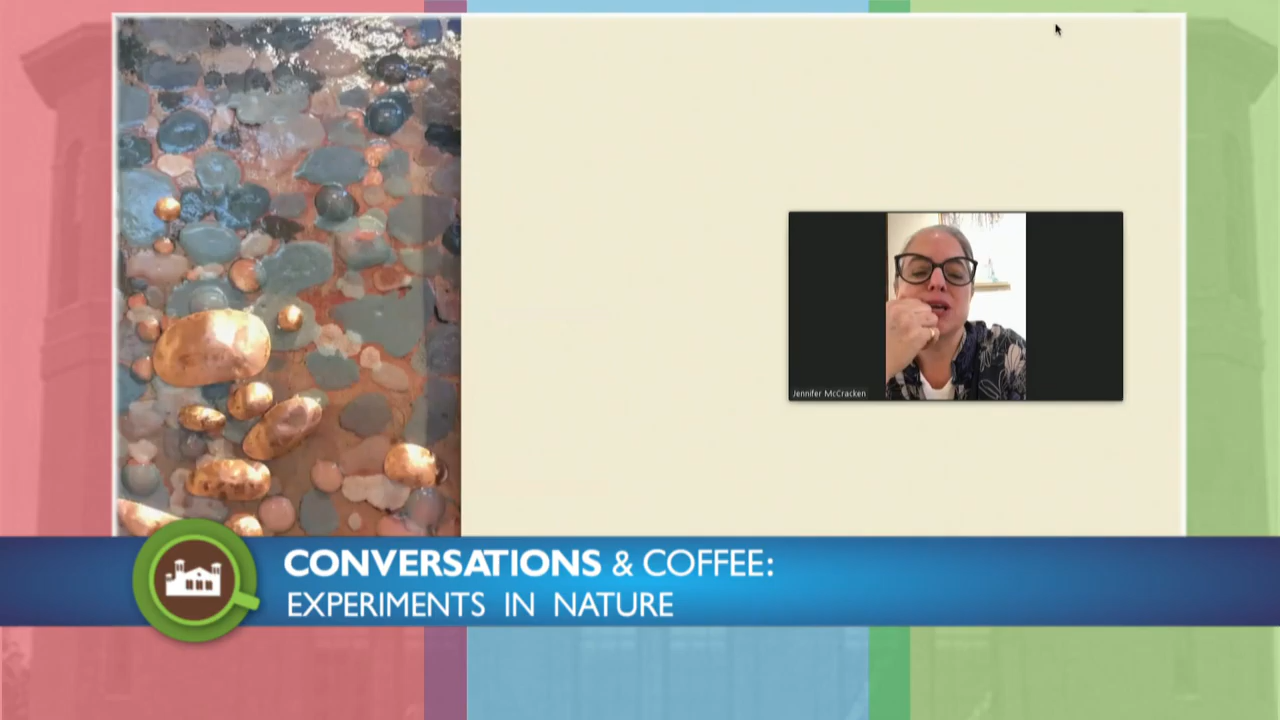 Jennifer McCracken
CONVERSATIONS & COFFEE:
EXPERIMENTS IN NATURE